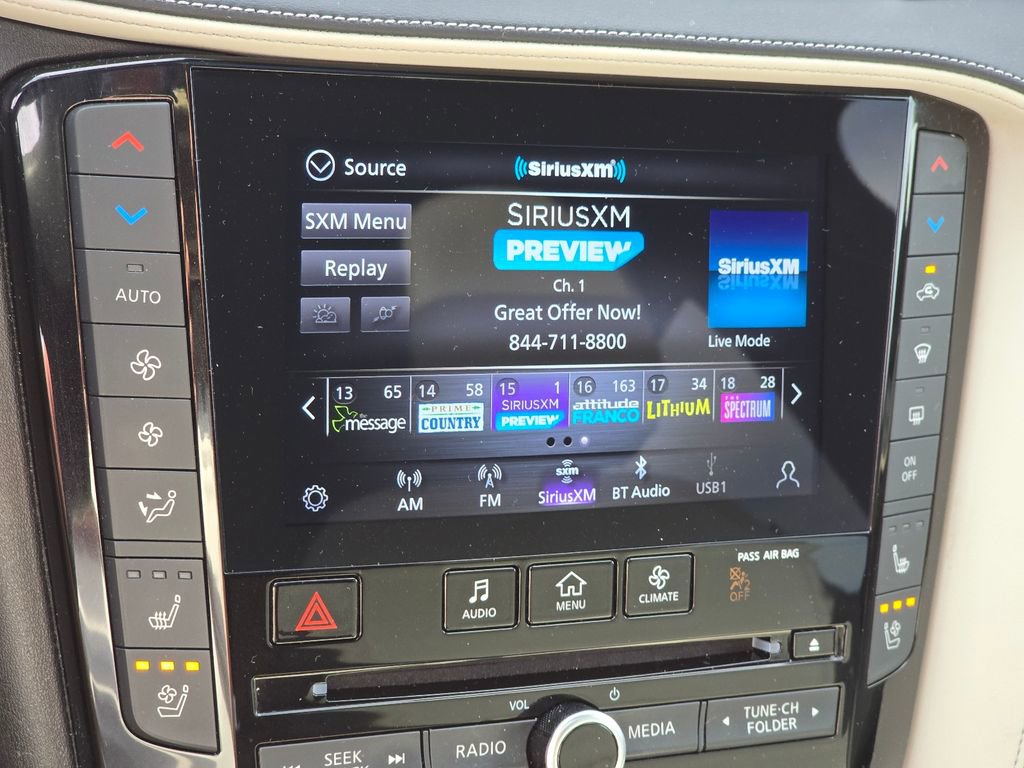 Source
SiriusXM
SXM Menu
SIRIUSXM
PREVIEW
Replay
Ch. 1
Great Offer Now!
844-711-8800
SiriusXM
Live Mode
13 65
the message
14 58
PRIME
COUNTRY
15 1
SIRIUSXM
PREVIEW
16 163
attitude
FRANCO
17 34
LITHIUM
18 28
THE
SPECTRUM
AM
FM
sxm
SiriusXM
BT Audio
USB1
AUTO
ON
OFF
PASS AIR BAG
OFF
AUDIO
MENU
CLIMATE
VOL
SEEK
RADIO
MEDIA
TUNE·CH
FOLDER